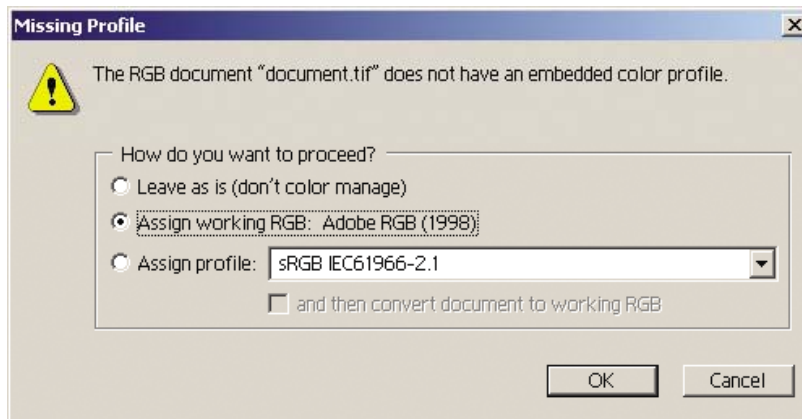 Missing Profile
The RGB document “document.tif” does not have an embedded color profile.
How do you want to proceed?
Leave as is (don't color manage)
Assign working RGB: Adobe RGB (1998)
Assign profile: sRGB IEC61966-2.1
and then convert document to working RGB
OK Cancel